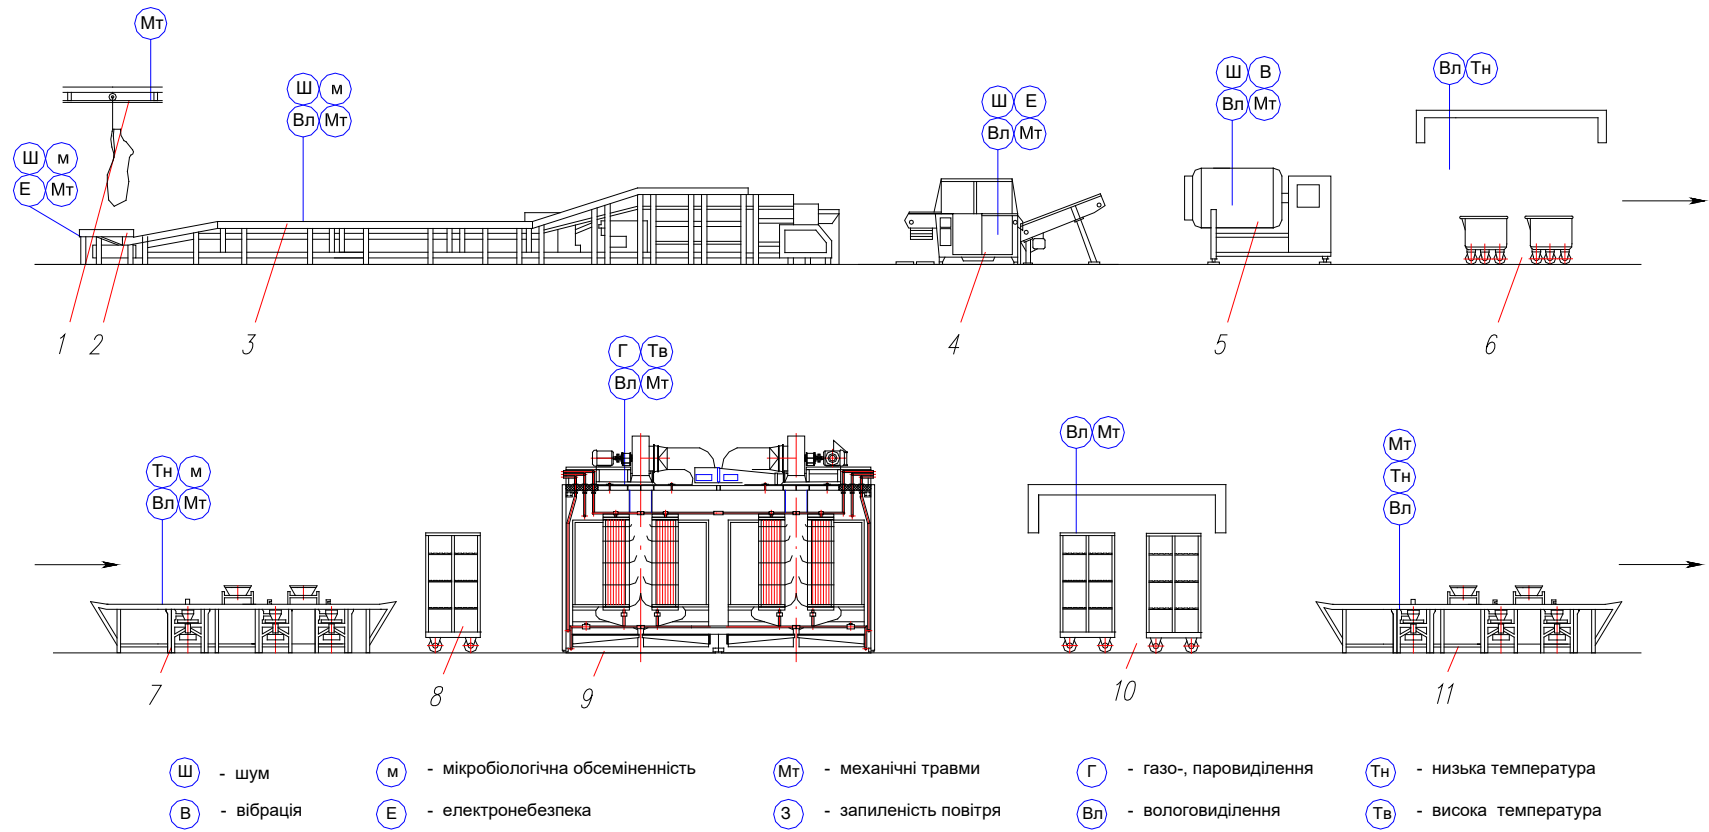 Мт
Ш м
Вл Мт
Ш м
Е Мт
Ш Е
Вл Мт
Ш В
Вл Мт
Вл Тн
1 2 3 4 5 6
Г Тв
Вл Мт
Тн м
Вл Мт
Вл Мт
Мт
Тн
Вл
7 8 9 10 11
Ш - шум
м - мікробіологічна обсеміненність
Мт - механічні травми
Г - газо-, паровиділення
Тн - низька температура
В - вібрація
Е - електронебезпека
З - запиленість повітря
Вл - вологовиділення
Тв - висока температура